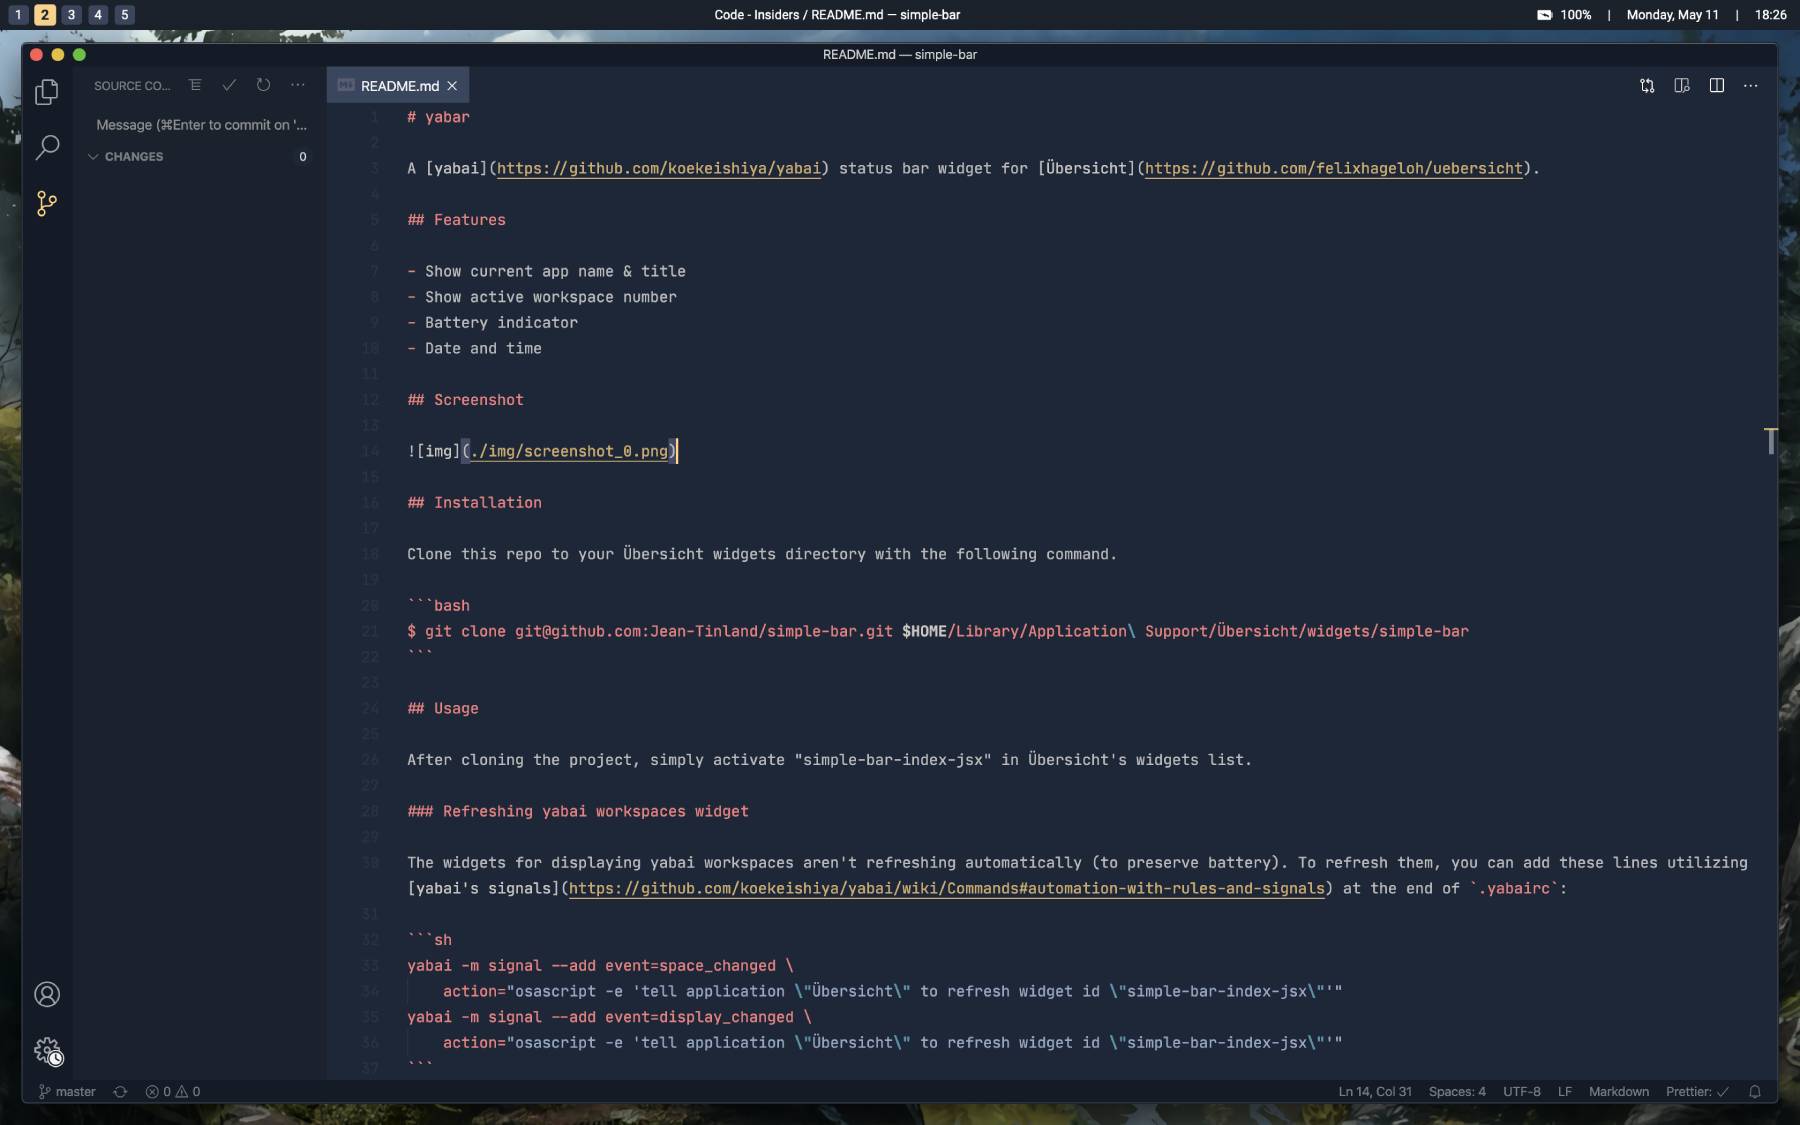 1 2 3 4 5
Code - Insiders / README.md — simple-bar
100% | Monday, May 11 | 18:26
README.md — simple-bar
SOURCE CO...
README.md
Message (⌘Enter to commit on '...
CHANGES 0
1 # yabar
2
3 A [yabai](https://github.com/koekeishiya/yabai) status bar widget for [Übersicht](https://github.com/felixhageloh/uebersicht).
4
5 ## Features
6
7 - Show current app name & title
8 - Show active workspace number
9 - Battery indicator
10 - Date and time
11
12 ## Screenshot
13
14 ![img](./img/screenshot_0.png)
15
16 ## Installation
17
18 Clone this repo to your Übersicht widgets directory with the following command.
19
20 ```bash
21 $ git clone git@github.com:Jean-Tinland/simple-bar.git $HOME/Library/Application\ Support/Übersicht/widgets/simple-bar
22 ```
23
24 ## Usage
25
26 After cloning the project, simply activate "simple-bar-index-jsx" in Übersicht's widgets list.
27
28 ### Refreshing yabai workspaces widget
29
30 The widgets for displaying yabai workspaces aren't refreshing automatically (to preserve battery). To refresh them, you can add these lines utilizing
[yabai's signals](https://github.com/koekeishiya/yabai/wiki/Commands#automation-with-rules-and-signals) at the end of `.yabairc`:
31
32 ```sh
33 yabai -m signal --add event=space_changed \
34 action="osascript -e 'tell application \"Übersicht\" to refresh widget id \"simple-bar-index-jsx\"'"
35 yabai -m signal --add event=display_changed \
36 action="osascript -e 'tell application \"Übersicht\" to refresh widget id \"simple-bar-index-jsx\"'"
37 ```
master 0 0
Ln 14, Col 31 Spaces: 4 UTF-8 LF Markdown Prettier: ✓